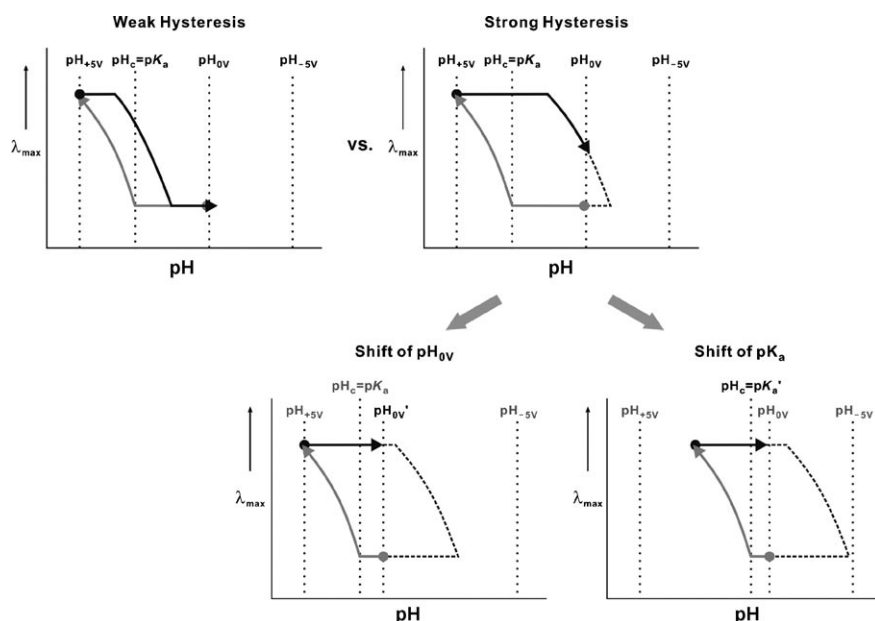 Weak Hysteresis
pH+5V pHc=pKa pH0V pH-5V
λmax
pH
vs.
Strong Hysteresis
pH+5V pHc=pKa pH0V pH-5V
λmax
pH
Shift of pH0V
pHc=pKa
pH+5V pH0V' pH-5V
λmax
pH
Shift of pKa
pHc=pKa'
pH+5V pH0V pH-5V
λmax
pH